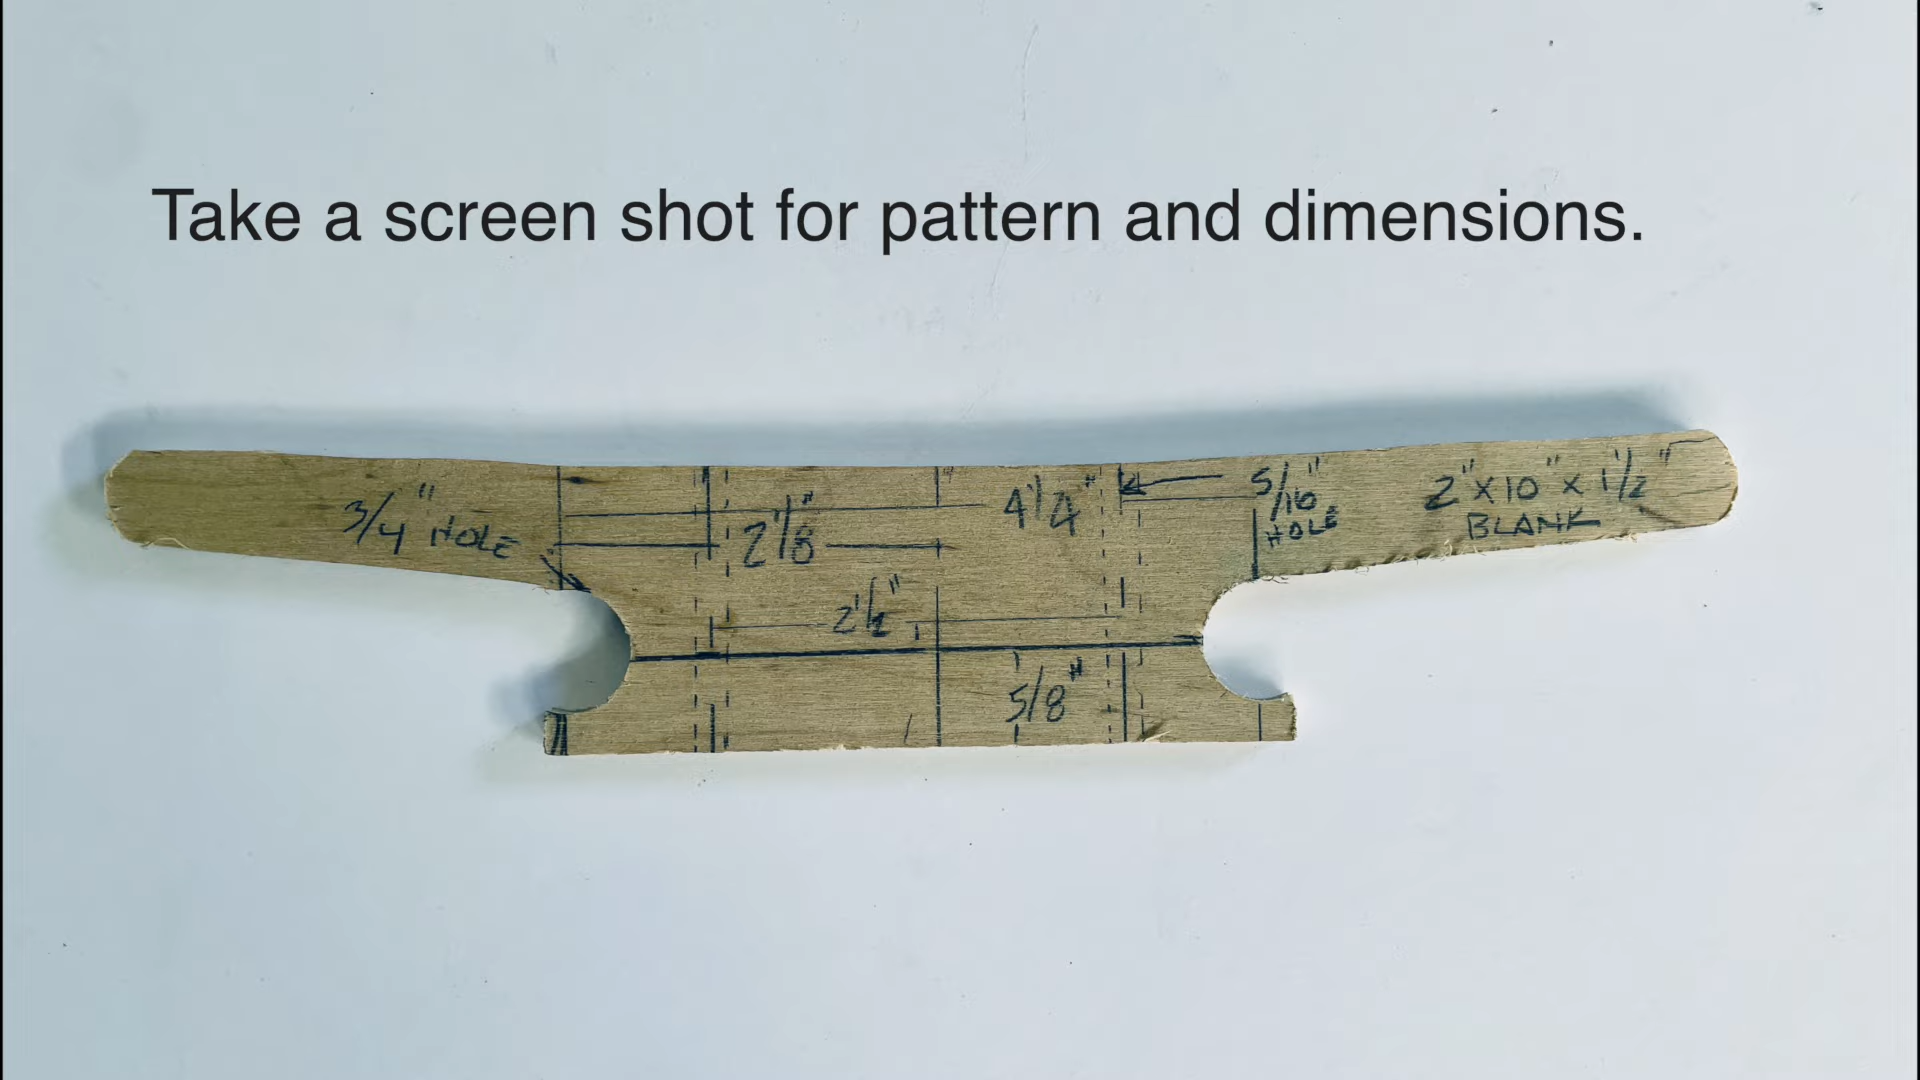 Take a screen shot for pattern and dimensions.
3/4" HOLE
2 1/8"
4 1/4"
5/16"
HOLE
2" x 10" x 1 1/2"
BLANK
2 1/2"
5/8"